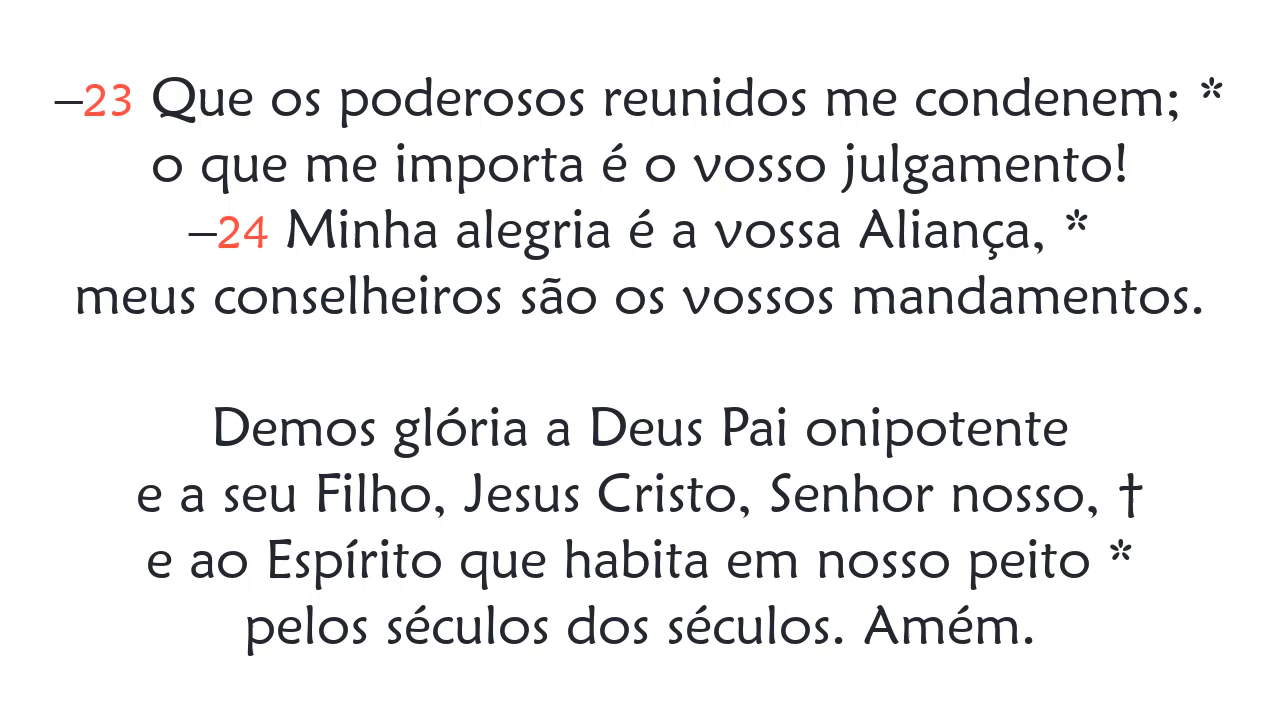 –23 Que os poderosos reunidos me condenem; *
o que me importa é o vosso julgamento!
–24 Minha alegria é a vossa Aliança, *
meus conselheiros são os vossos mandamentos.
Demos glória a Deus Pai onipotente
e a seu Filho, Jesus Cristo, Senhor nosso, †
e ao Espírito que habita em nosso peito *
pelos séculos dos séculos. Amém.